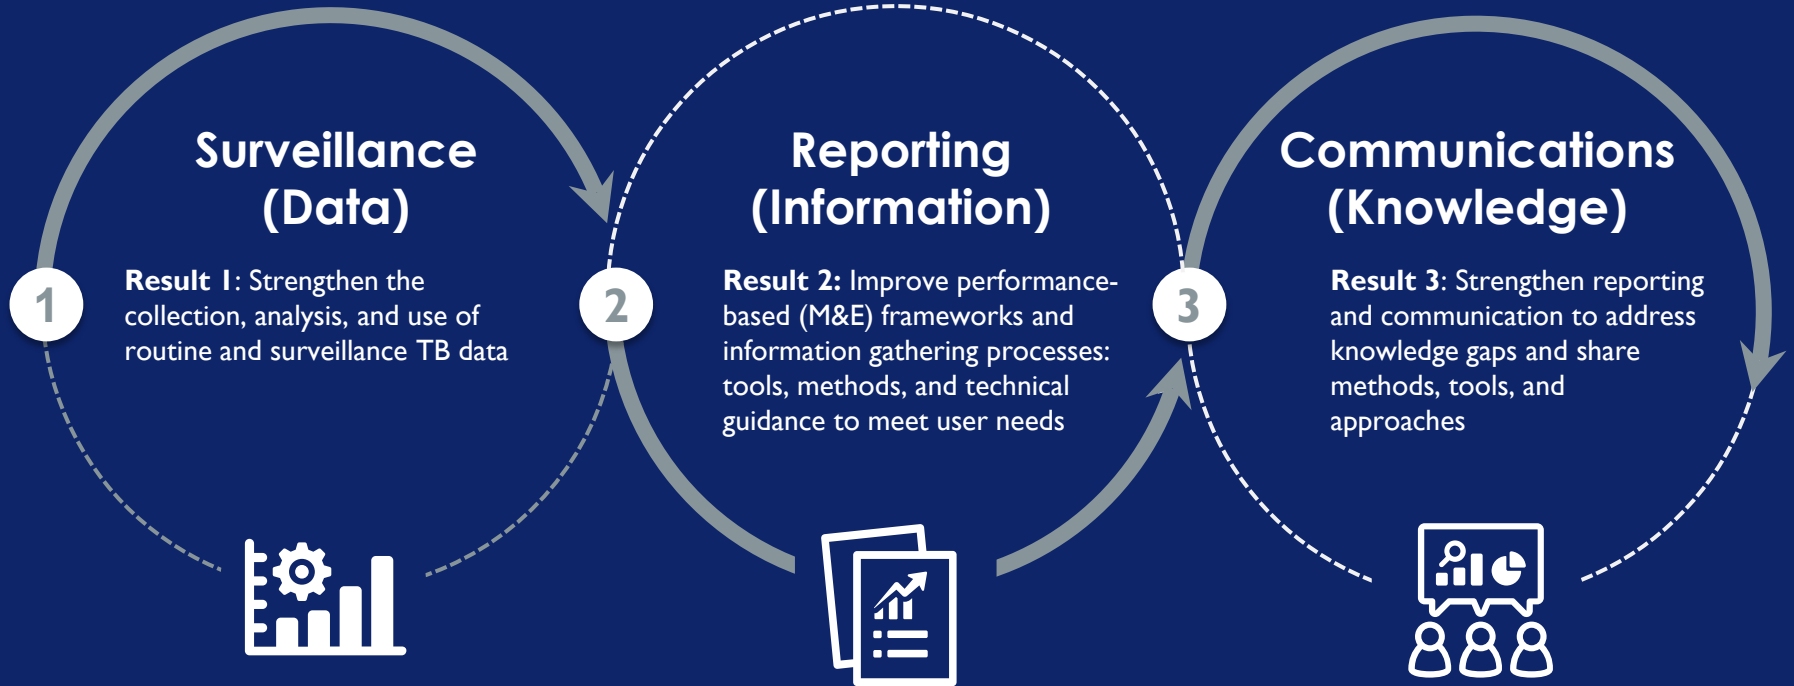 Surveillance
(Data)
1
Result 1: Strengthen the
collection, analysis, and use of
routine and surveillance TB data
Reporting
(Information)
2
Result 2: Improve performance-
based (M&E) frameworks and
information gathering processes:
tools, methods, and technical
guidance to meet user needs
Communications
(Knowledge)
3
Result 3: Strengthen reporting
and communication to address
knowledge gaps and share
methods, tools, and
approaches